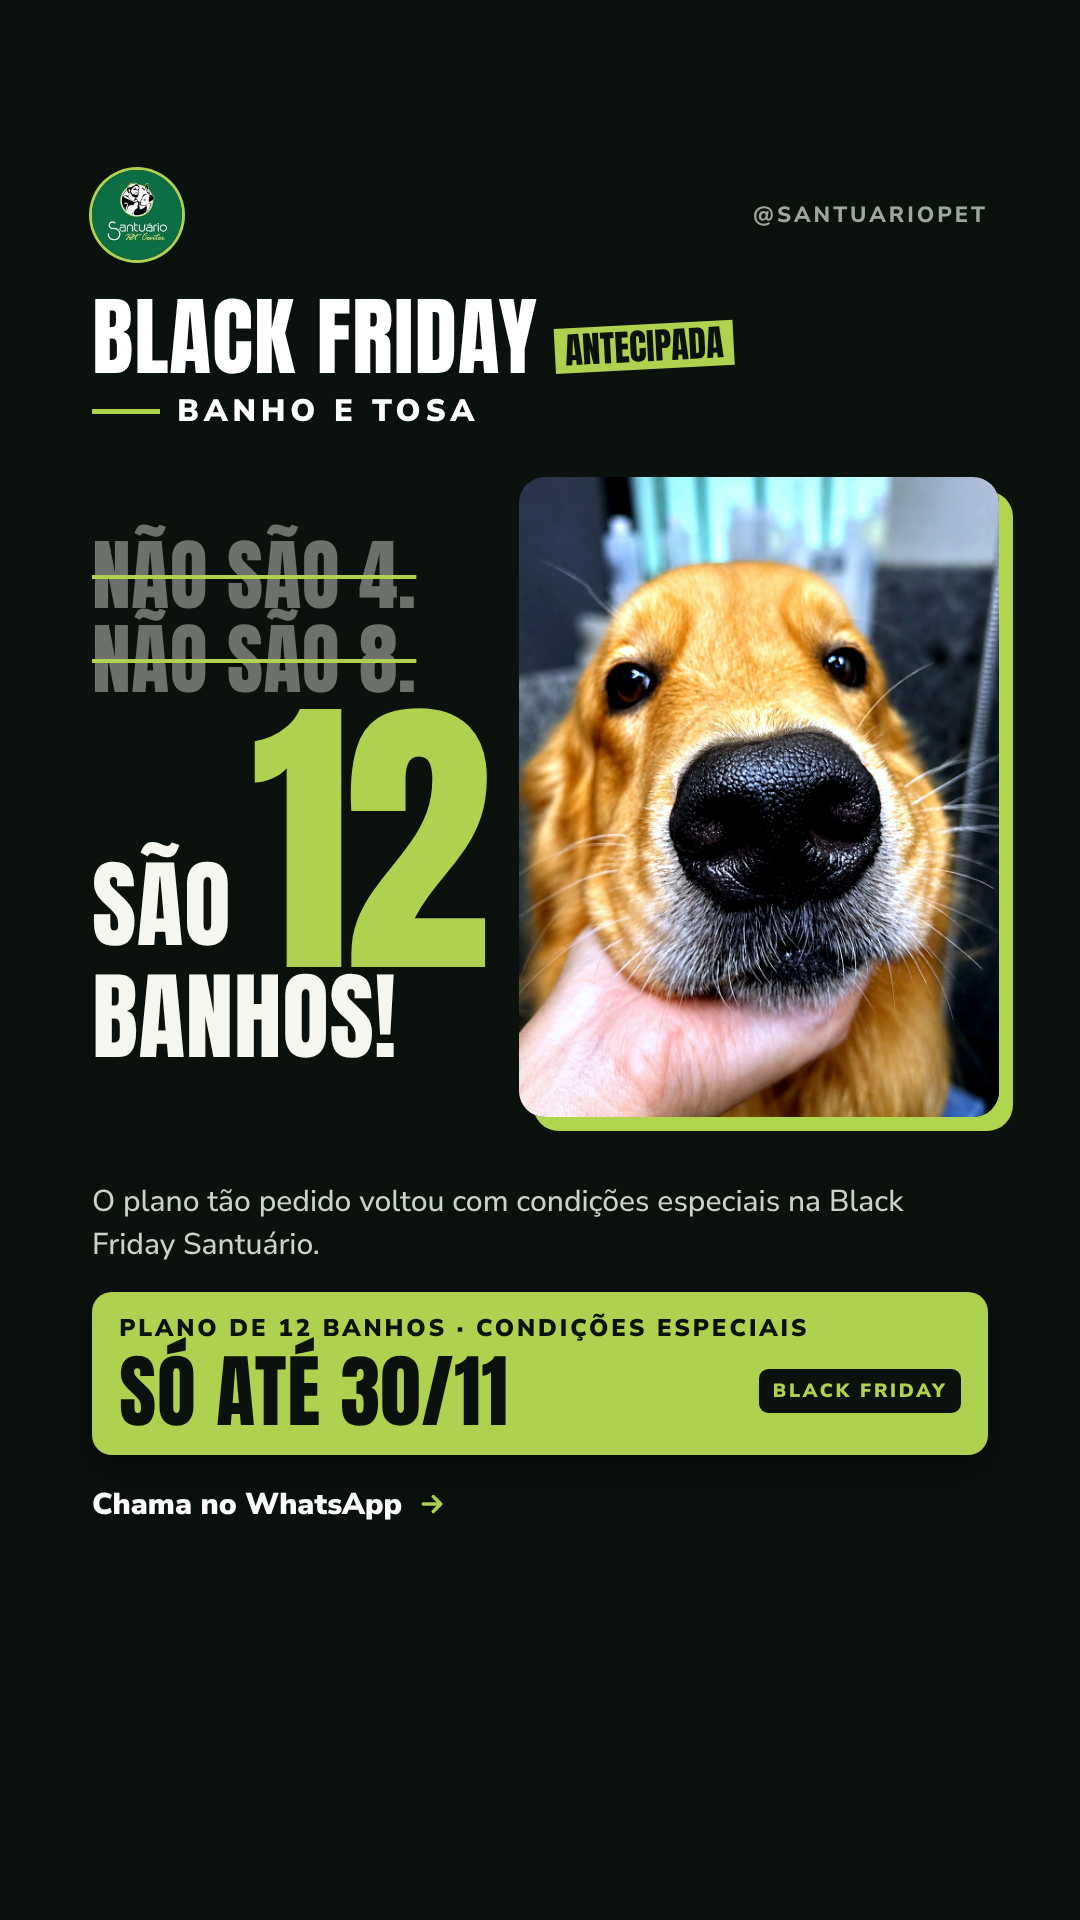 Santuário
Pet Center
@SANTUARIOPET
BLACK FRIDAY ANTECIPADA
BANHO E TOSA
NÃO SÃO 4.
NÃO SÃO 8.
SÃO 12
BANHOS!
O plano tão pedido voltou com condições especiais na Black
Friday Santuário.
PLANO DE 12 BANHOS · CONDIÇÕES ESPECIAIS
SÓ ATÉ 30/11
BLACK FRIDAY
Chama no WhatsApp →